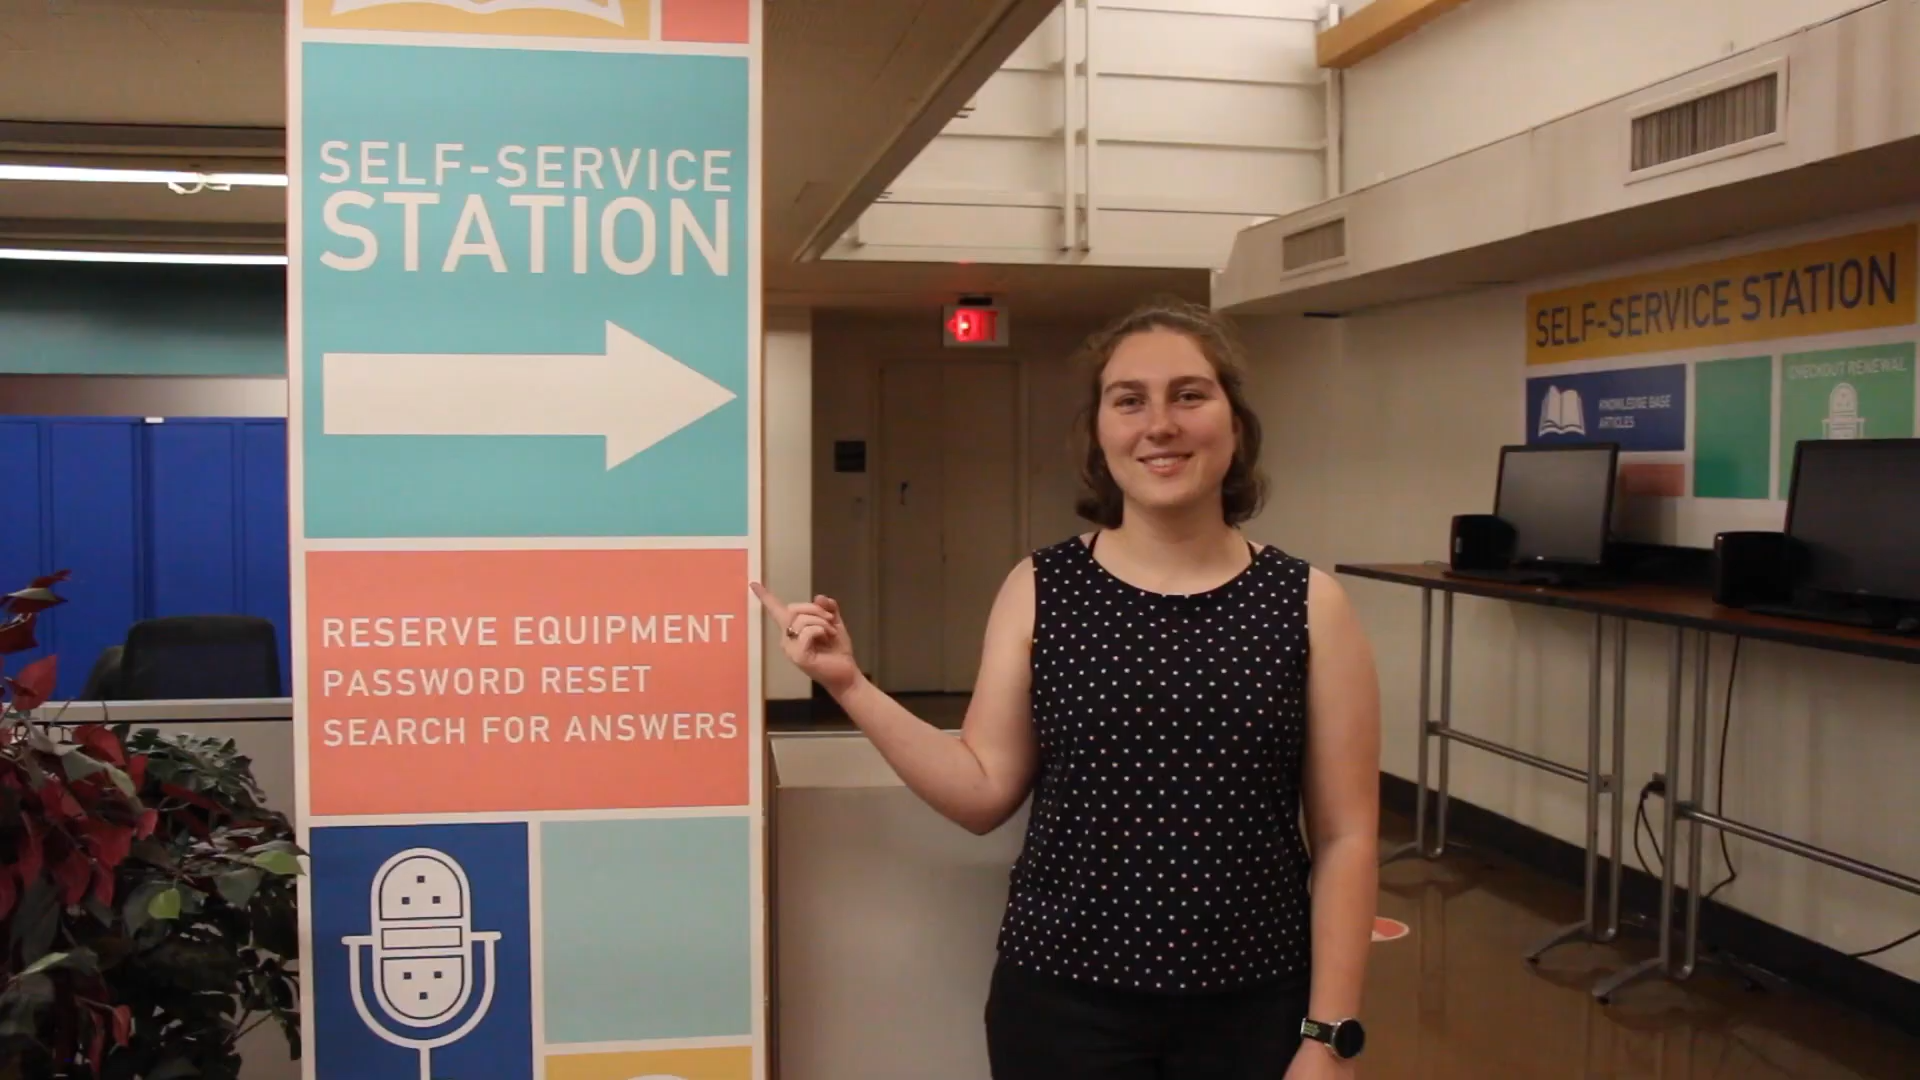 SELF-SERVICE
STATION
RESERVE EQUIPMENT
PASSWORD RESET
SEARCH FOR ANSWERS
EXIT
SELF-SERVICE STATION
KNOWLEDGE BASE
ARTICLES
CHECKOUT RENEWAL